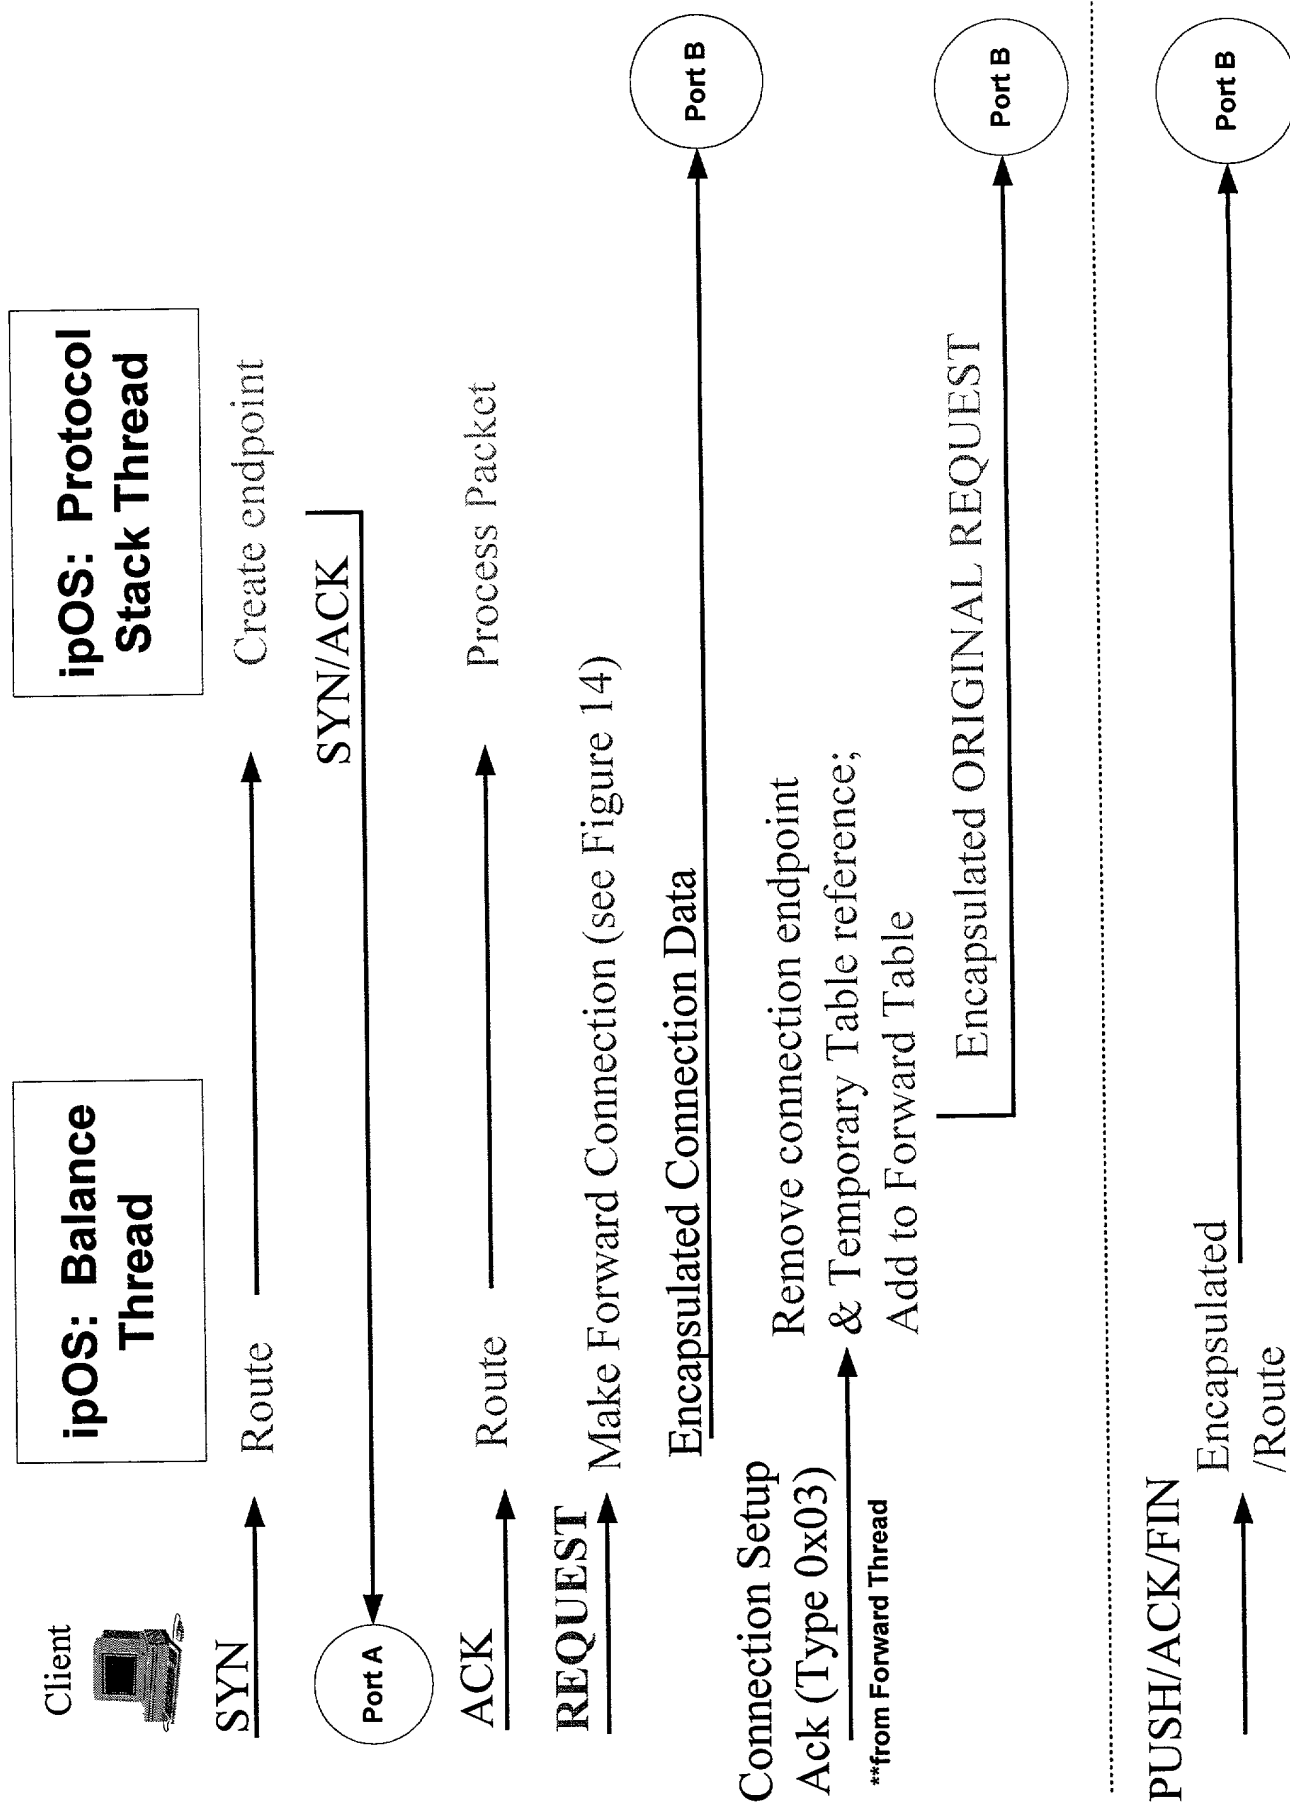 Client
ipOS: Balance
Thread
ipOS: Protocol
Stack Thread
SYN
Route
Create endpoint
SYN/ACK
Port A
ACK
Route
Process Packet
REQUEST
Make Forward Connection (see Figure 14)
Encapsulated Connection Data
Port B
Connection Setup
Ack (Type 0x03)
**from Forward Thread
Remove connection endpoint
& Temporary Table reference;
Add to Forward Table
Encapsulated ORIGINAL REQUEST
Port B
PUSH/ACK/FIN
Encapsulated
/Route
Port B